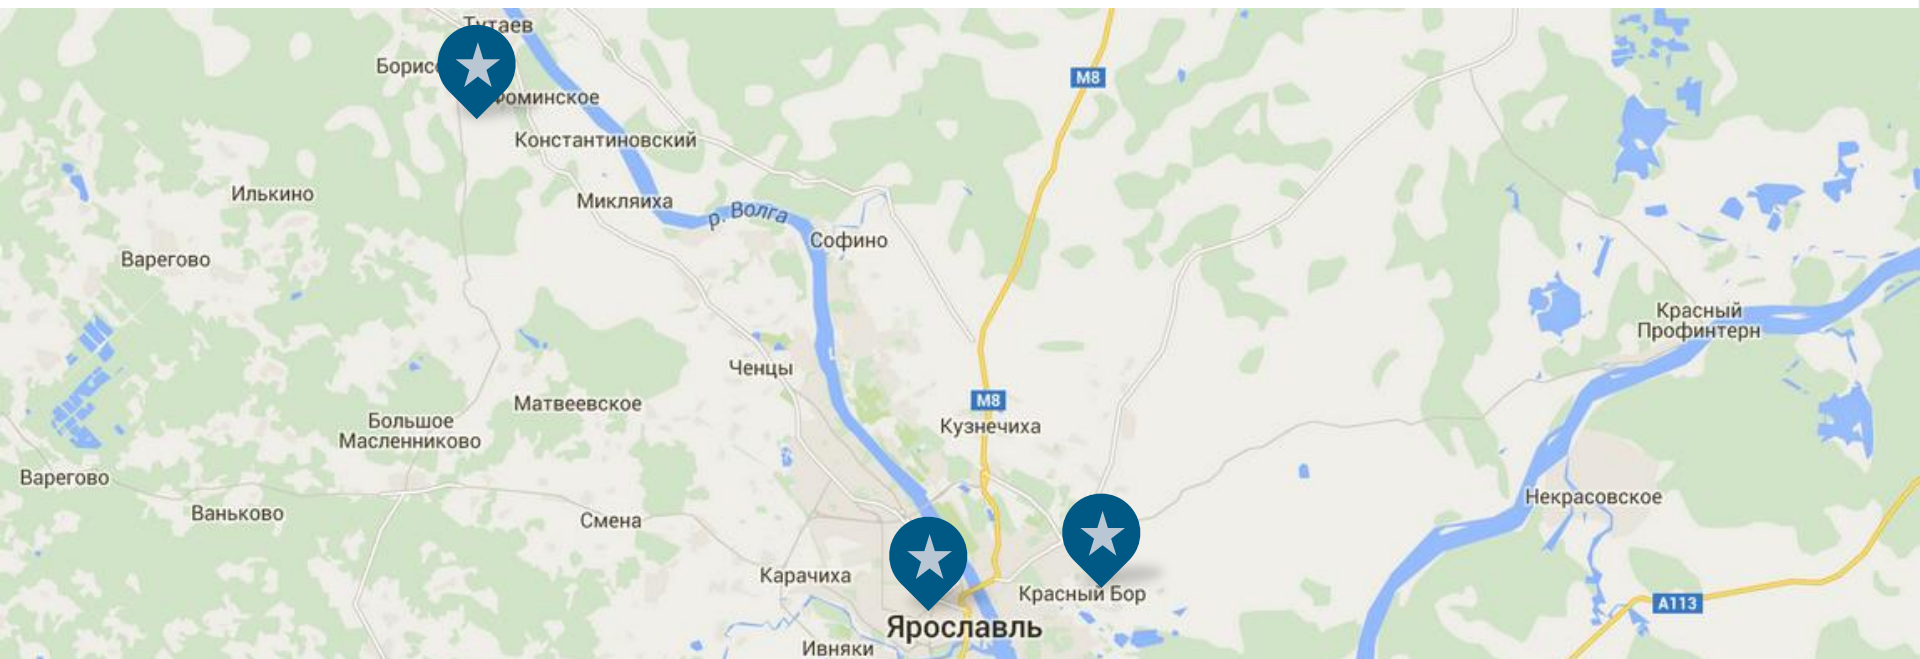 Тутаев
Фоминское
Константиновский
M8
Илькино
Микляиха
р. Волга
Софино
Варегово
Красный
Профинтерн
Ченцы
Матвеевское
M8
Большое
Масленниково
Кузнечиха
Варегово
Ваньково
Смена
Некрасовское
Карачиха
Красный Бор
A113
Ярославль
Ивняки